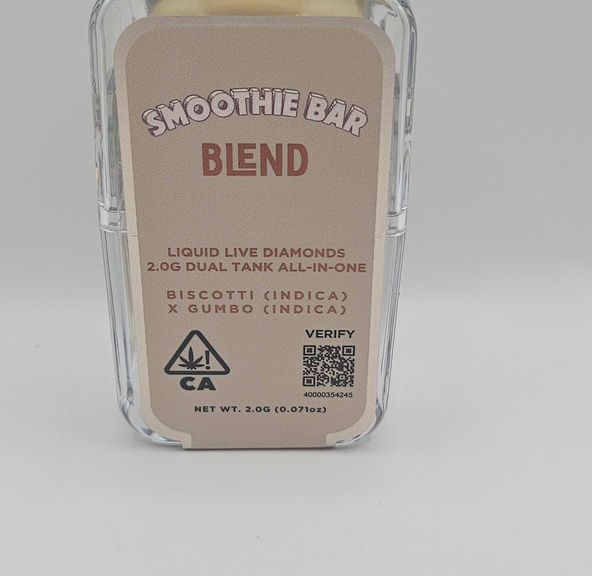 SMOOTHIE BAR
BLEND
LIQUID LIVE DIAMONDS
2.0G DUAL TANK ALL-IN-ONE
BISCOTTI (INDICA)
X GUMBO (INDICA)
VERIFY
CA
40000354245
NET WT. 2.0G (0.071oz)